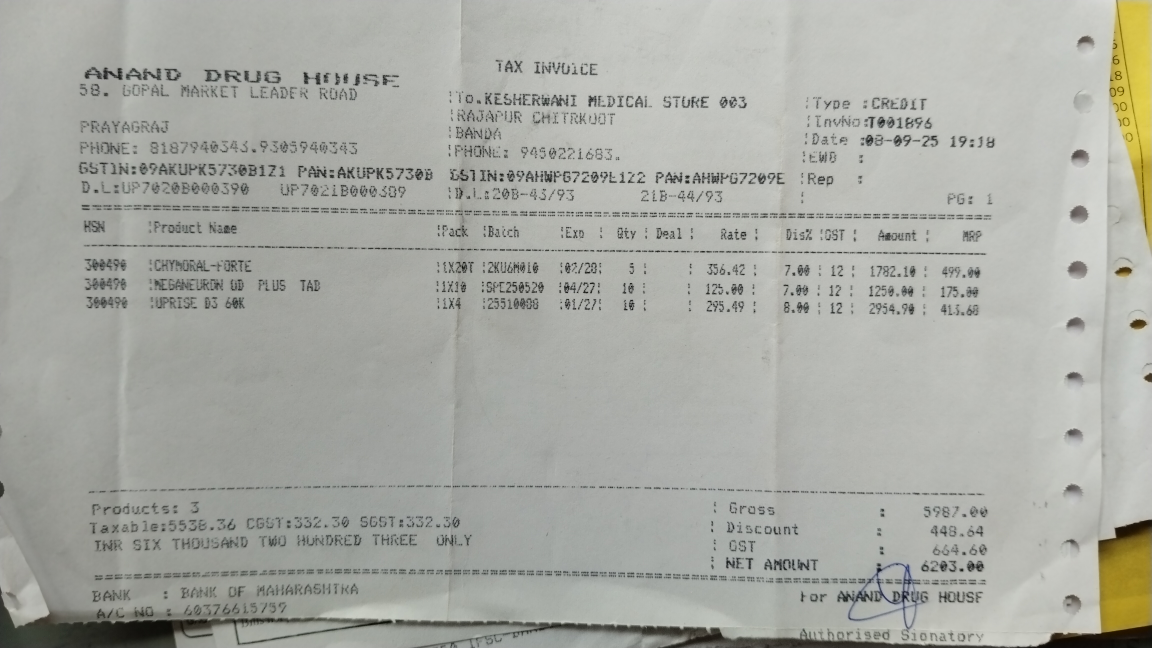 TAX INVOICE
ANAND DRUG HOUSE
58. GOPAL MARKET LEADER ROAD
PRAYAGRAJ
PHONE: 8187940343.9305940343
GSTIN:09AKUPK5730B1Z1 PAN:AKUPK5730B
D.L:UP7020B000390 UP7021B000389
To.KESHERWANI MEDICAL STORE 003
RAJAPUR CHITRKOOT
BANDA
PHONE: 9450221683.
GSTIN:09AHWPG7209E1Z2 PAN:AHWPG7209E
D.L:20B-43/93 21B-44/93
Type :CREDIT
InvNo:T001896
Date :08-09-25 19:18
EWB :
Rep :
PG: 1
HSN Product Name Pack Batch Exp Qty Deal Rate Dis% GST Amount MRP
300490 CHYMORAL-FORTE 1X20T 2KU6M010 02/28 5 356.42 7.00 12 1782.10 499.00
300490 MEGANEURON OD PLUS TAB 1X10 SPE250520 04/27 10 125.00 7.00 12 1250.00 175.00
300490 UPRISE D3 60K 1X4 25510088 01/27 10 295.49 8.00 12 2954.90 413.68
Products: 3
Taxable:5538.36 CGST:332.30 SGST:332.30
INR SIX THOUSAND TWO HUNDRED THREE ONLY
Gross : 5987.00
Discount : 448.64
GST : 664.60
NET AMOUNT : 6203.00
BANK : BANK OF MAHARASHTRA
A/C NO : 60376615759
For ANAND DRUG HOUSE
Authorised Signatory